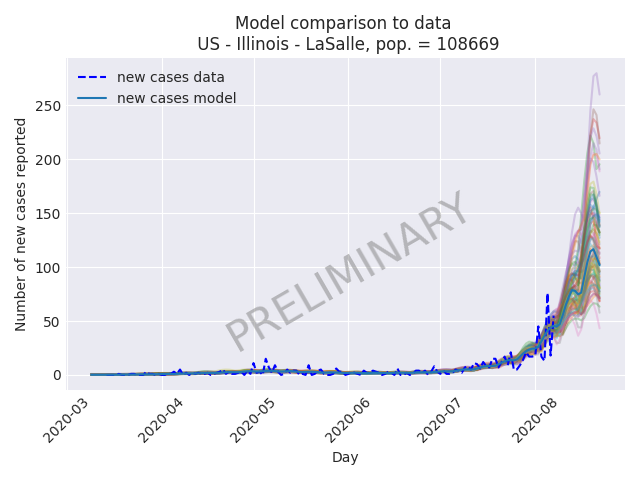 Model comparison to data
US - Illinois - LaSalle, pop. = 108669
new cases data
new cases model
Number of new cases reported
250
200
150
100
50
0
PRELIMINARY
2020-03
2020-04
2020-05
2020-06
2020-07
2020-08
Day